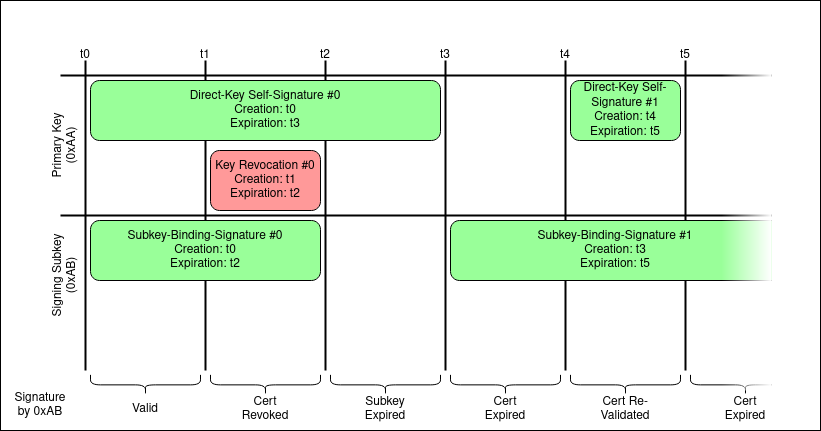 t0 t1 t2 t3 t4 t5
Primary Key
(0xAA)
Direct-Key Self-Signature #0
Creation: t0
Expiration: t3
Direct-Key Self-
Signature #1
Creation: t4
Expiration: t5
Key Revocation #0
Creation: t1
Expiration: t2
Signing Subkey
(0xAB)
Subkey-Binding-Signature #0
Creation: t0
Expiration: t2
Subkey-Binding-Signature #1
Creation: t3
Expiration: t5
Signature
by 0xAB
Valid
Cert
Revoked
Subkey
Expired
Cert
Expired
Cert Re-
Validated
Cert
Expired